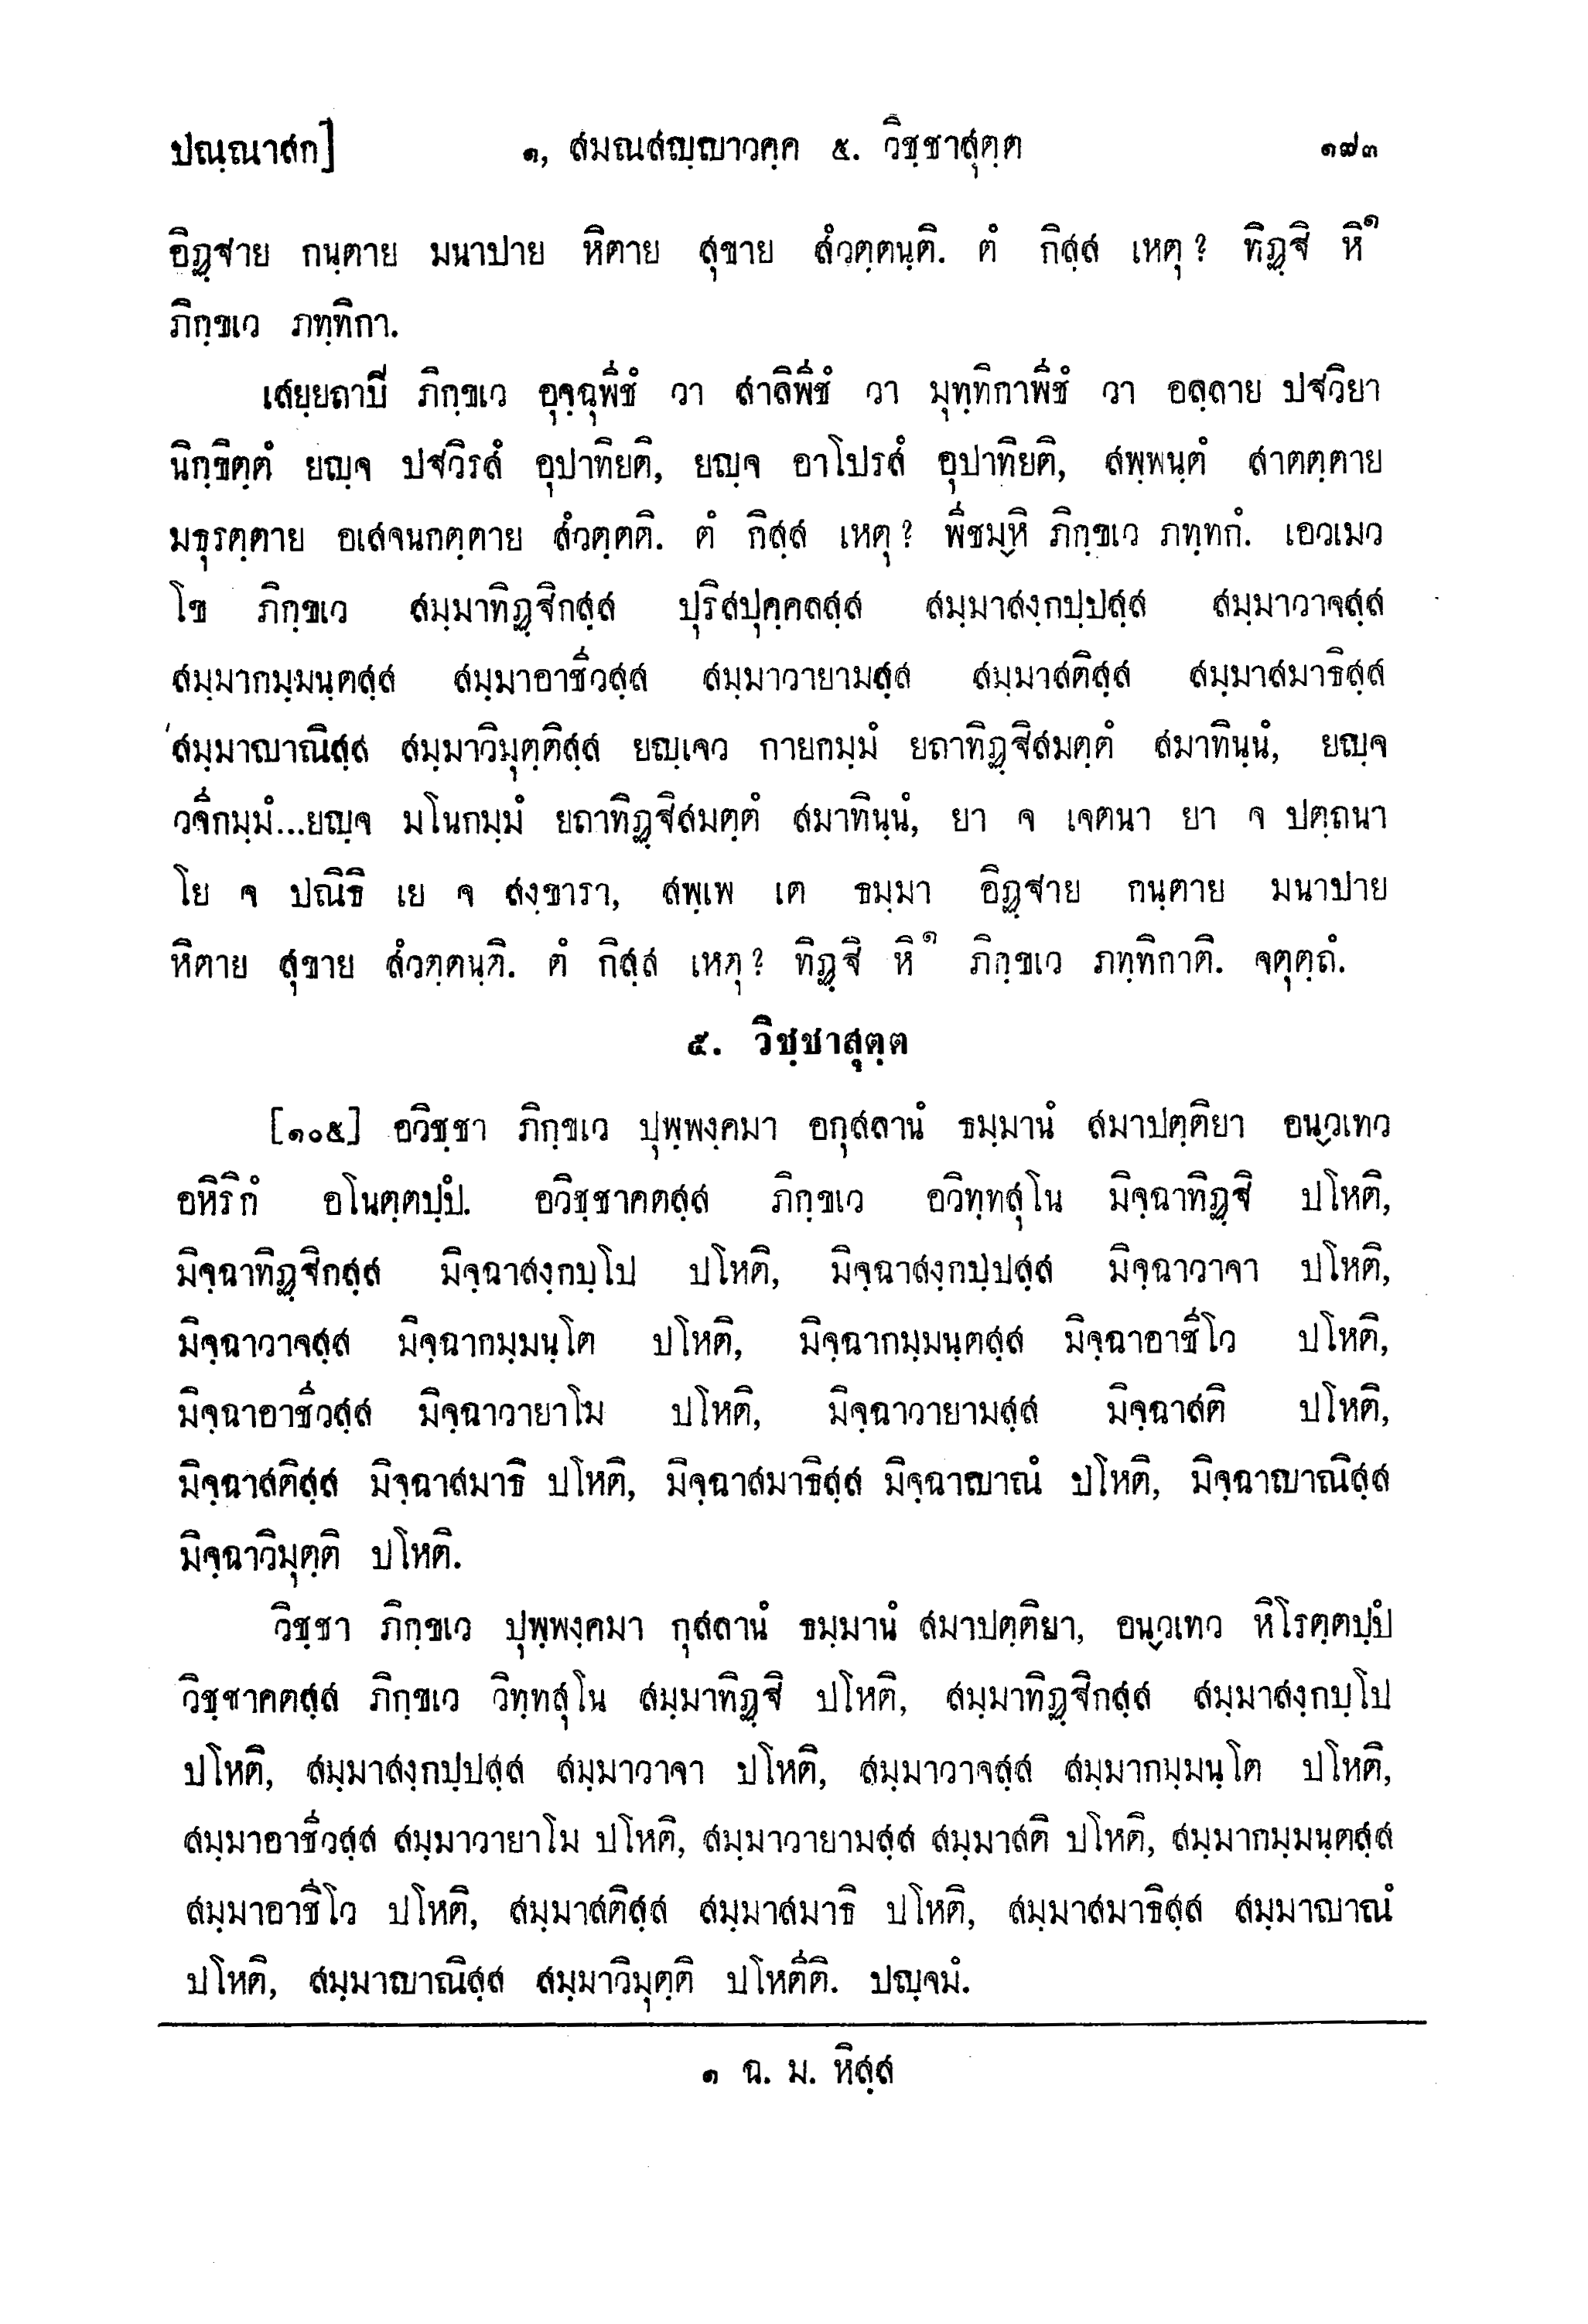 ปณฺณาสก]	๑, สมณสญฺญาวคฺค ๕. วิชฺชาสุตฺต	๑๗๓
อิฏฺฐาย กนฺตาย มนาปาย หิตาย สุขาย สํวตฺตนฺติ. ตํ กิสฺส เหตุ ? ทิฏฺฐิ หิ๑
ภิกฺขเว ภทฺทิกา.
เสยฺยถาปิ ภิกฺขเว อุจฺฉุพีชํ วา สาลิพีชํ วา มุทฺทิกาพีชํ วา อลฺลาย ปฐวิยา
นิกฺขิตฺตํ ยญฺจ ปฐวิรสํ อุปาทิยติ, ยญฺจ อาโปรสํ อุปาทิยติ, สพฺพนฺตํ สาตตฺตาย
มธุรตฺตาย อเสจนกตฺตาย สํวตฺตติ. ตํ กิสฺส เหตุ ? พีชมฺหิ ภิกฺขเว ภทฺทกํ. เอวเมว
โข ภิกฺขเว สมฺมาทิฏฺฐิกสฺส ปุริสปุคฺคลสฺส สมฺมาสงฺกปฺปสฺส สมฺมาวาจสฺส
สมฺมากมฺมนฺตสฺส สมฺมาอาชีวสฺส สมฺมาวายามสฺส สมฺมาสติสฺส สมฺมาสมาธิสฺส
สมฺมาญาณิสฺส สมฺมาวิมุตฺติสฺส ยญฺเจว กายกมฺมํ ยถาทิฏฺฐิสมตฺตํ สมาทินฺนํ, ยญฺจ
วจีกมฺมํ...ยญฺจ มโนกมฺมํ ยถาทิฏฺฐิสมตฺตํ สมาทินฺนํ, ยา จ เจตนา ยา จ ปตฺถนา
โย จ ปณิธิ เย จ สงฺขารา, สพฺเพ เต ธมฺมา อิฏฺฐาย กนฺตาย มนาปาย
หิตาย สุขาย สํวตฺตนฺติ. ตํ กิสฺส เหตุ ? ทิฏฺฐิ หิ๑ ภิกฺขเว ภทฺทิกาติ. จตุตฺถํ.
๕. วิชฺชาสุตฺต
[๑๐๕] อวิชฺชา ภิกฺขเว ปุพฺพงฺคมา อกุสลานํ ธมฺมานํ สมาปตฺติยา อนฺวเทว
อหิริกํ อโนตฺตปฺปํ. อวิชฺชาคตสฺส ภิกฺขเว อวิทฺทสุโน มิจฺฉาทิฏฺฐิ ปโหติ,
มิจฺฉาทิฏฺฐิกสฺส มิจฺฉาสงฺกปฺโป ปโหติ, มิจฺฉาสงฺกปฺปสฺส มิจฺฉาวาจา ปโหติ,
มิจฺฉาวาจสฺส มิจฺฉากมฺมนฺโต ปโหติ, มิจฺฉากมฺมนฺตสฺส มิจฺฉาอาชีโว ปโหติ,
มิจฺฉาอาชีวสฺส มิจฺฉาวายาโม ปโหติ, มิจฺฉาวายามสฺส มิจฺฉาสติ ปโหติ,
มิจฺฉาสติสฺส มิจฺฉาสมาธิ ปโหติ, มิจฺฉาสมาธิสฺส มิจฺฉาญาณํ ปโหติ, มิจฺฉาญาณิสฺส
มิจฺฉาวิมุตฺติ ปโหติ.
วิชฺชา ภิกฺขเว ปุพฺพงฺคมา กุสลานํ ธมฺมานํ สมาปตฺติยา, อนฺวเทว หิโรตฺตปฺปํ
วิชฺชาคตสฺส ภิกฺขเว วิทฺทสุโน สมฺมาทิฏฺฐิ ปโหติ, สมฺมาทิฏฺฐิกสฺส สมฺมาสงฺกปฺโป
ปโหติ, สมฺมาสงฺกปฺปสฺส สมฺมาวาจา ปโหติ, สมฺมาวาจสฺส สมฺมากมฺมนฺโต ปโหติ,
สมฺมาอาชีวสฺส สมฺมาวายาโม ปโหติ, สมฺมาวายามสฺส สมฺมาสติ ปโหติ, สมฺมากมฺมนฺตสฺส
สมฺมาอาชีโว ปโหติ, สมฺมาสติสฺส สมฺมาสมาธิ ปโหติ, สมฺมาสมาธิสฺส สมฺมาญาณํ
ปโหติ, สมฺมาญาณิสฺส สมฺมาวิมุตฺติ ปโหตีติ. ปญฺจมํ.
๑ ฉ. ม. หิสฺส